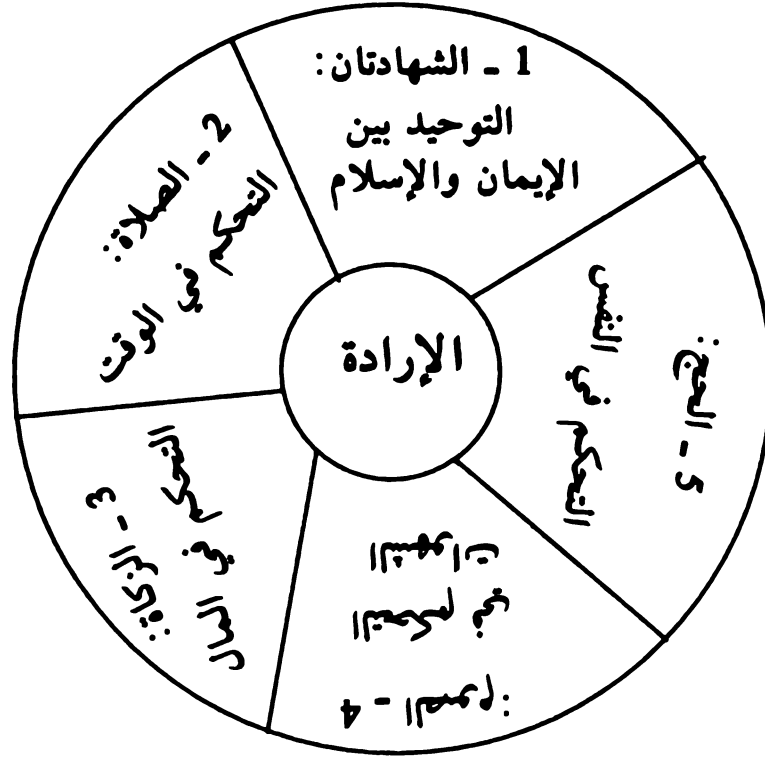 1 - الشهادتان:
التوحيد بين
الإيمان والإسلام
2 - الصلاة:
التحكم في الوقت
3 - الزكاة:
التحكم في المال
4 - الصوم:
التحكم في
الشهوات
5 - الحج:
التحكم في النفس
الإرادة